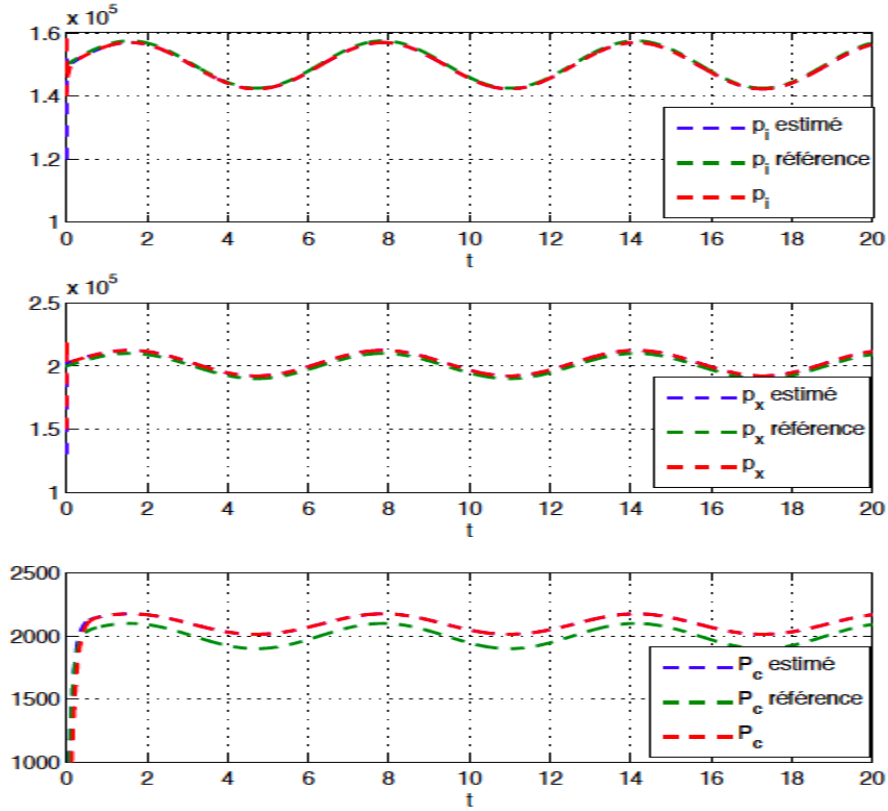 x 10^5
1.6
1.4
1.2
1
p_i estimé
p_i référence
p_i
0 2 4 6 8 10 12 14 16 18 20
t
x 10^5
2.5
2
1.5
1
p_x estimé
p_x référence
p_x
0 2 4 6 8 10 12 14 16 18 20
t
2500
2000
1500
1000
P_c estimé
P_c référence
P_c
0 2 4 6 8 10 12 14 16 18 20
t